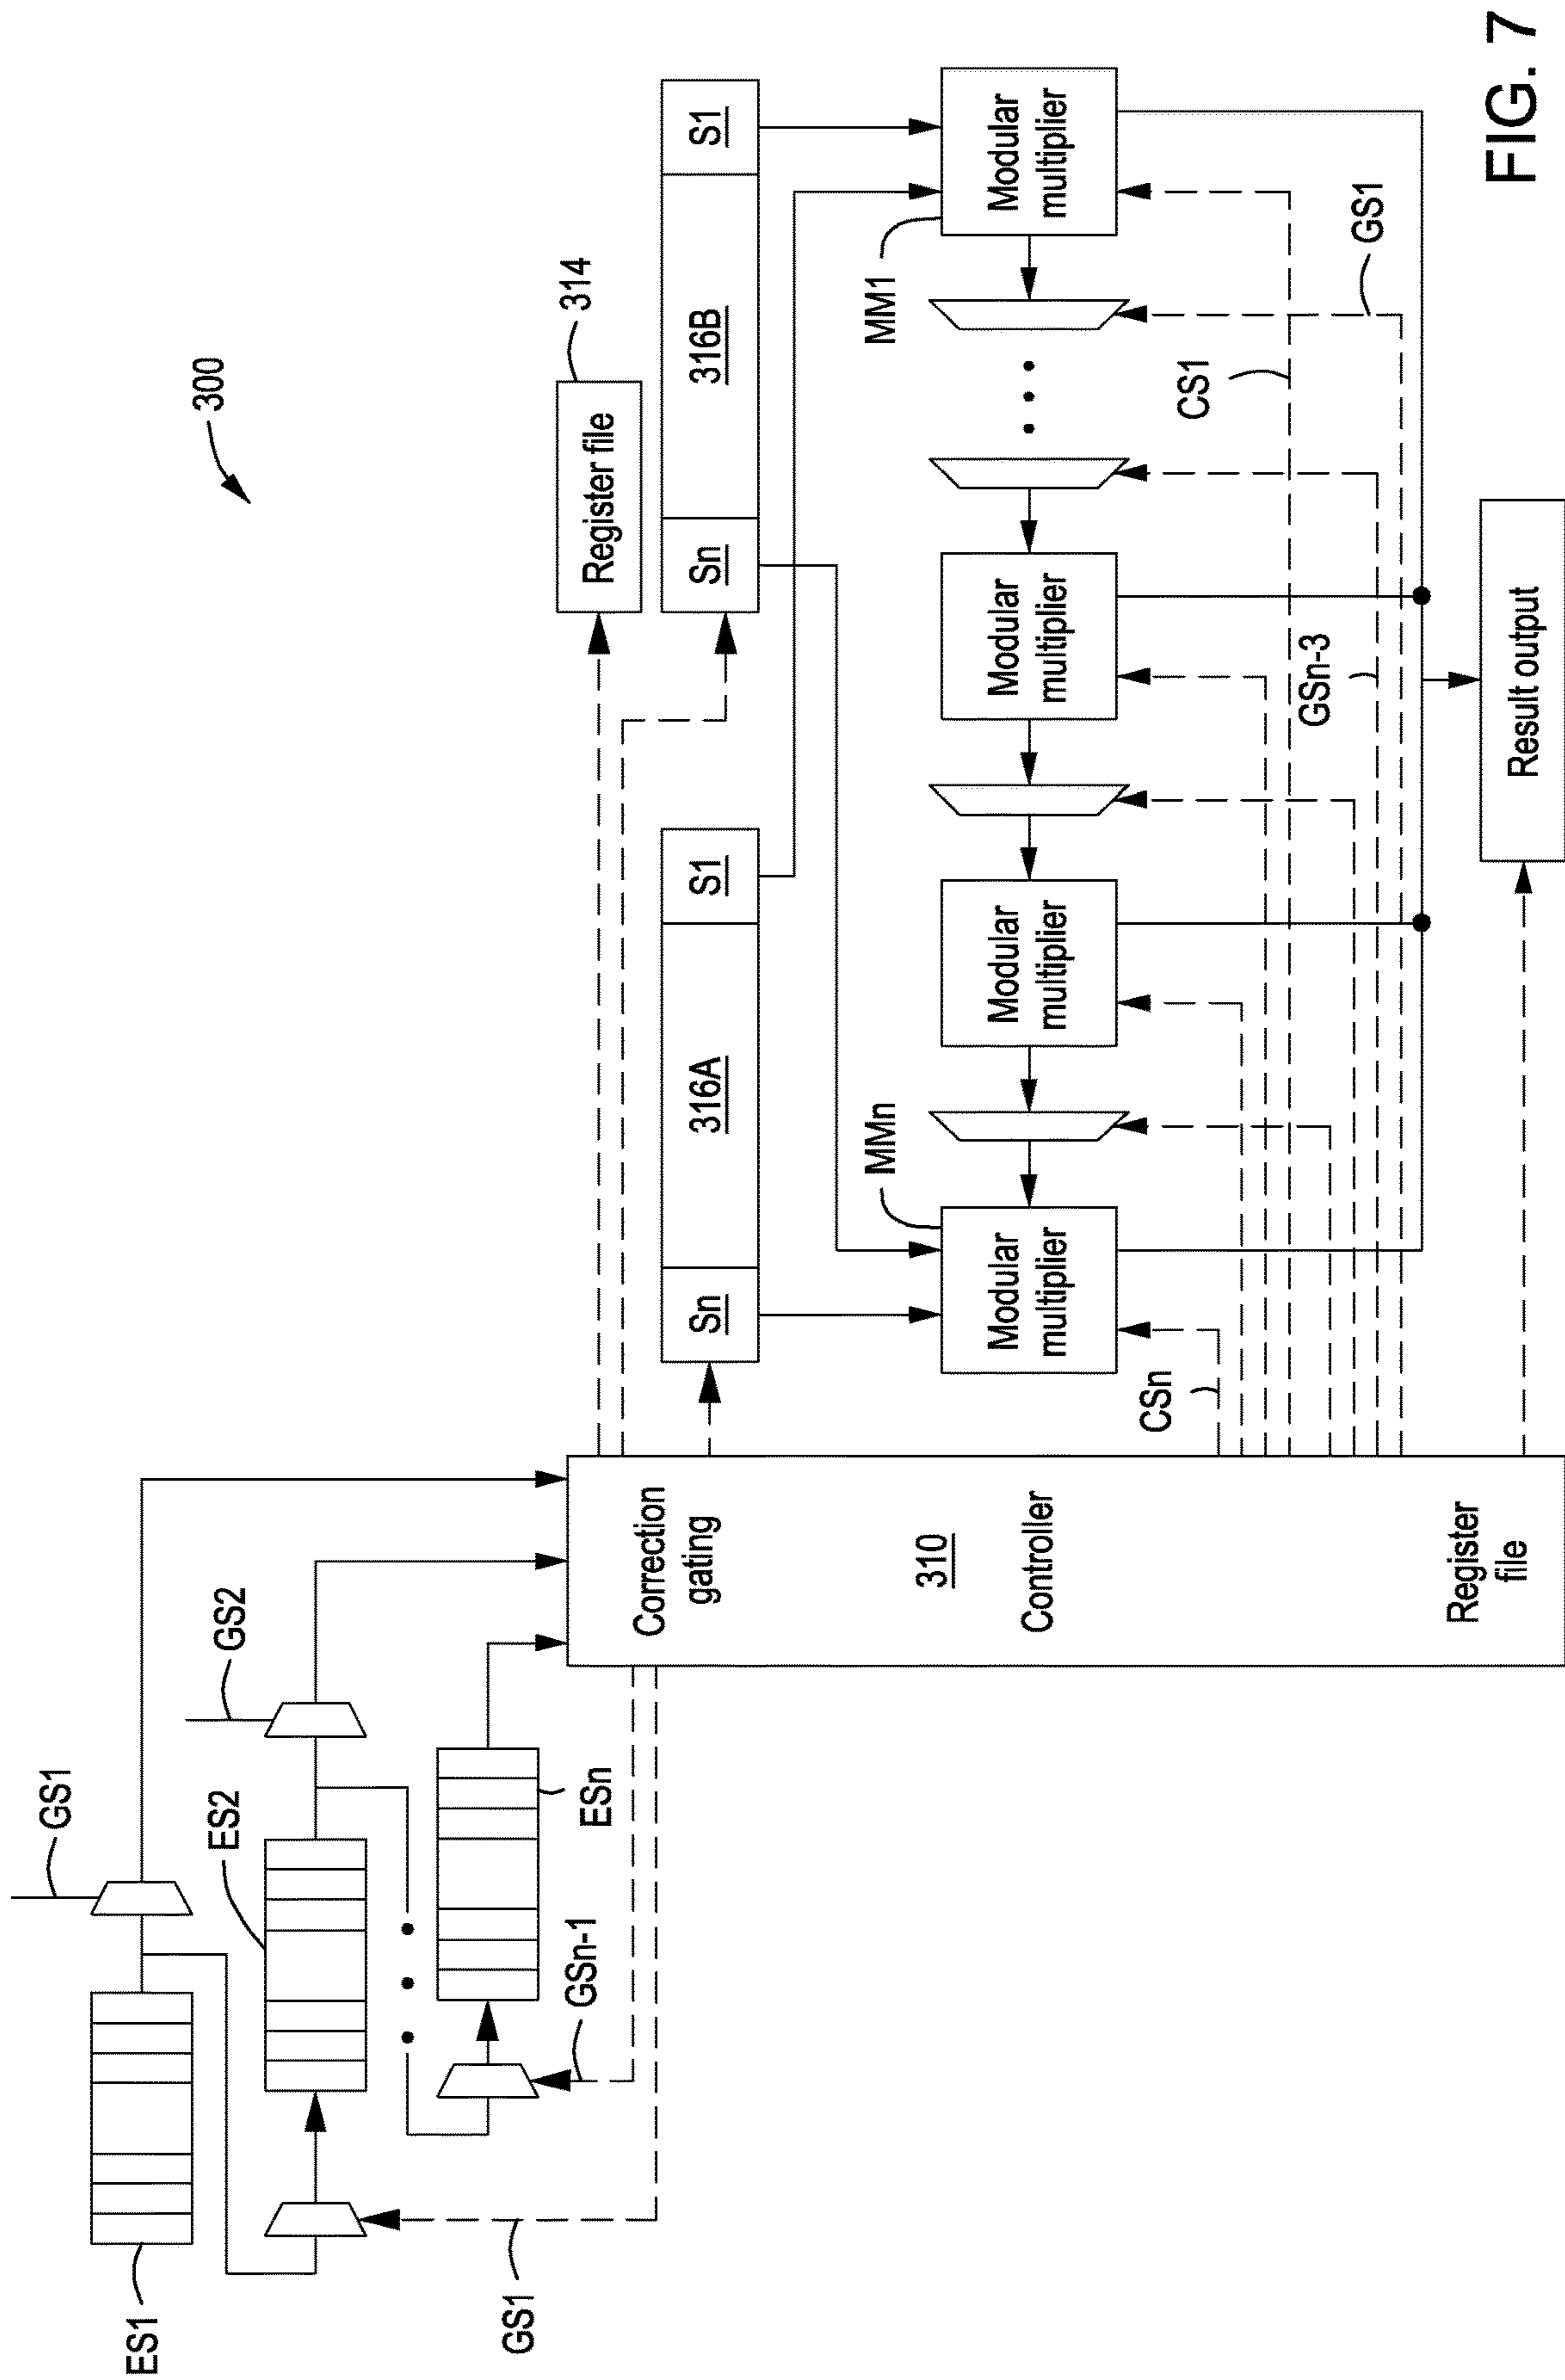 300
ES1
GS1
ES2
GS2
GS1
GSn-1
ESn
Correction
gating
310
Controller
Register
file
314
Register file
Sn
316A
S1
Sn
316B
S1
MMn
MM1
Modular
multiplier
Modular
multiplier
Modular
multiplier
Modular
multiplier
CSn
CS1
GSn-3
GS1
Result output
FIG. 7